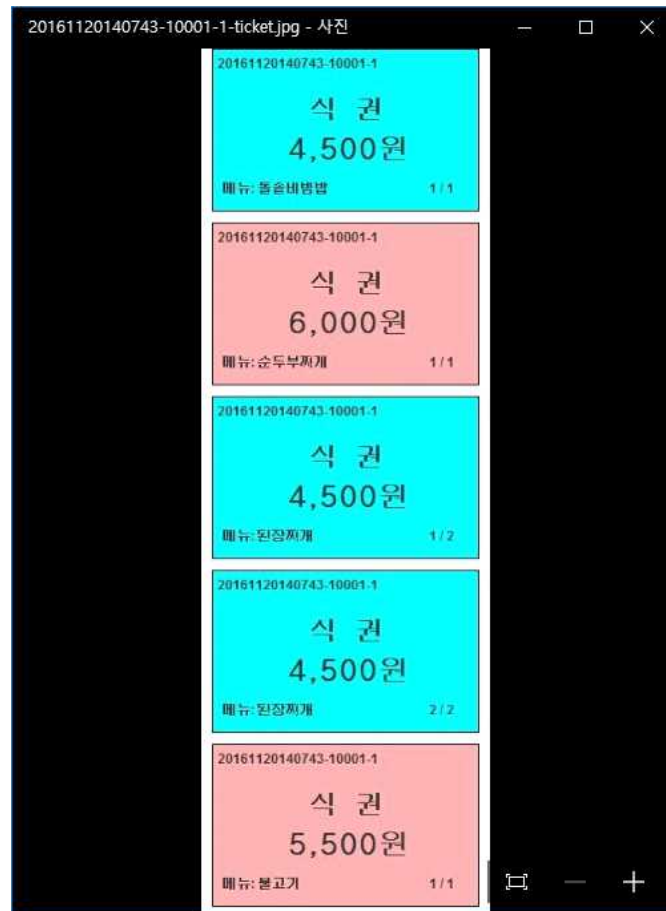 20161120140743-10001-1-ticket.jpg - 사진
20161120140743-10001-1
식 권
4,500원
메뉴: 돌솥비빔밥 1 / 1
20161120140743-10001-1
식 권
6,000원
메뉴: 순두부찌개 1 / 1
20161120140743-10001-1
식 권
4,500원
메뉴: 된장찌개 1 / 2
20161120140743-10001-1
식 권
4,500원
메뉴: 된장찌개 2 / 2
20161120140743-10001-1
식 권
5,500원
메뉴: 불고기 1 / 1